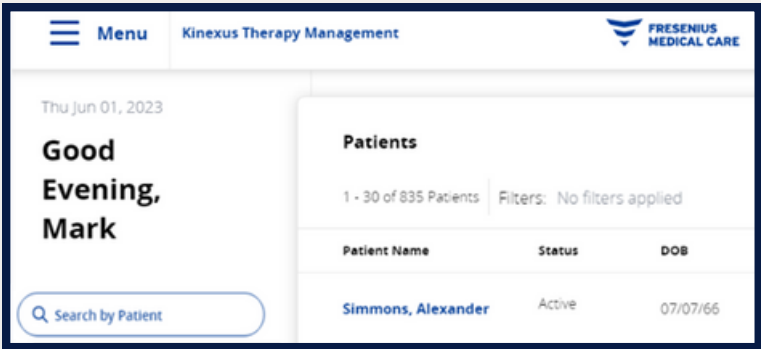 Menu
Kinexus Therapy Management
FRESENIUS
MEDICAL CARE
Thu Jun 01, 2023
Good
Evening,
Mark
Search by Patient
Patients
1 - 30 of 835 Patients Filters: No filters applied
Patient Name Status DOB
Simmons, Alexander Active 07/07/66